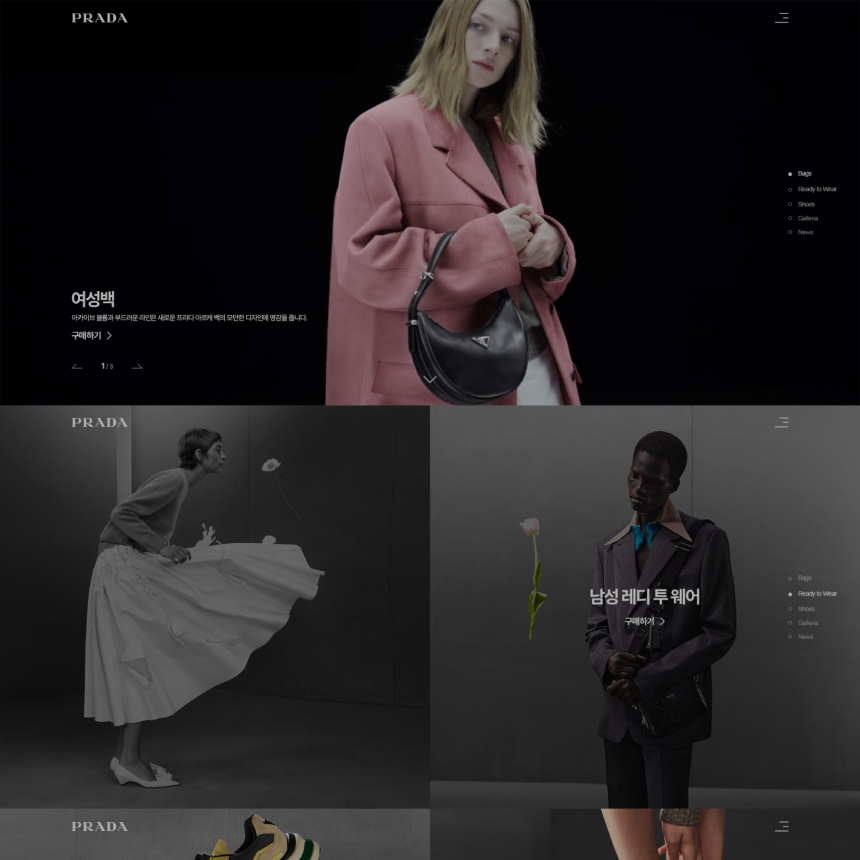 PRADA
Bags
Ready to Wear
Shoes
Galleria
News
여성백
아카이브 볼륨과 부드러운 라인은 새로운 프라다 아르케 백의 모던한 디자인에 영감을 줍니다.
구매하기
1 / 3
PRADA
Bags
Ready to Wear
Shoes
Galleria
News
남성 레디 투 웨어
구매하기
PRADA